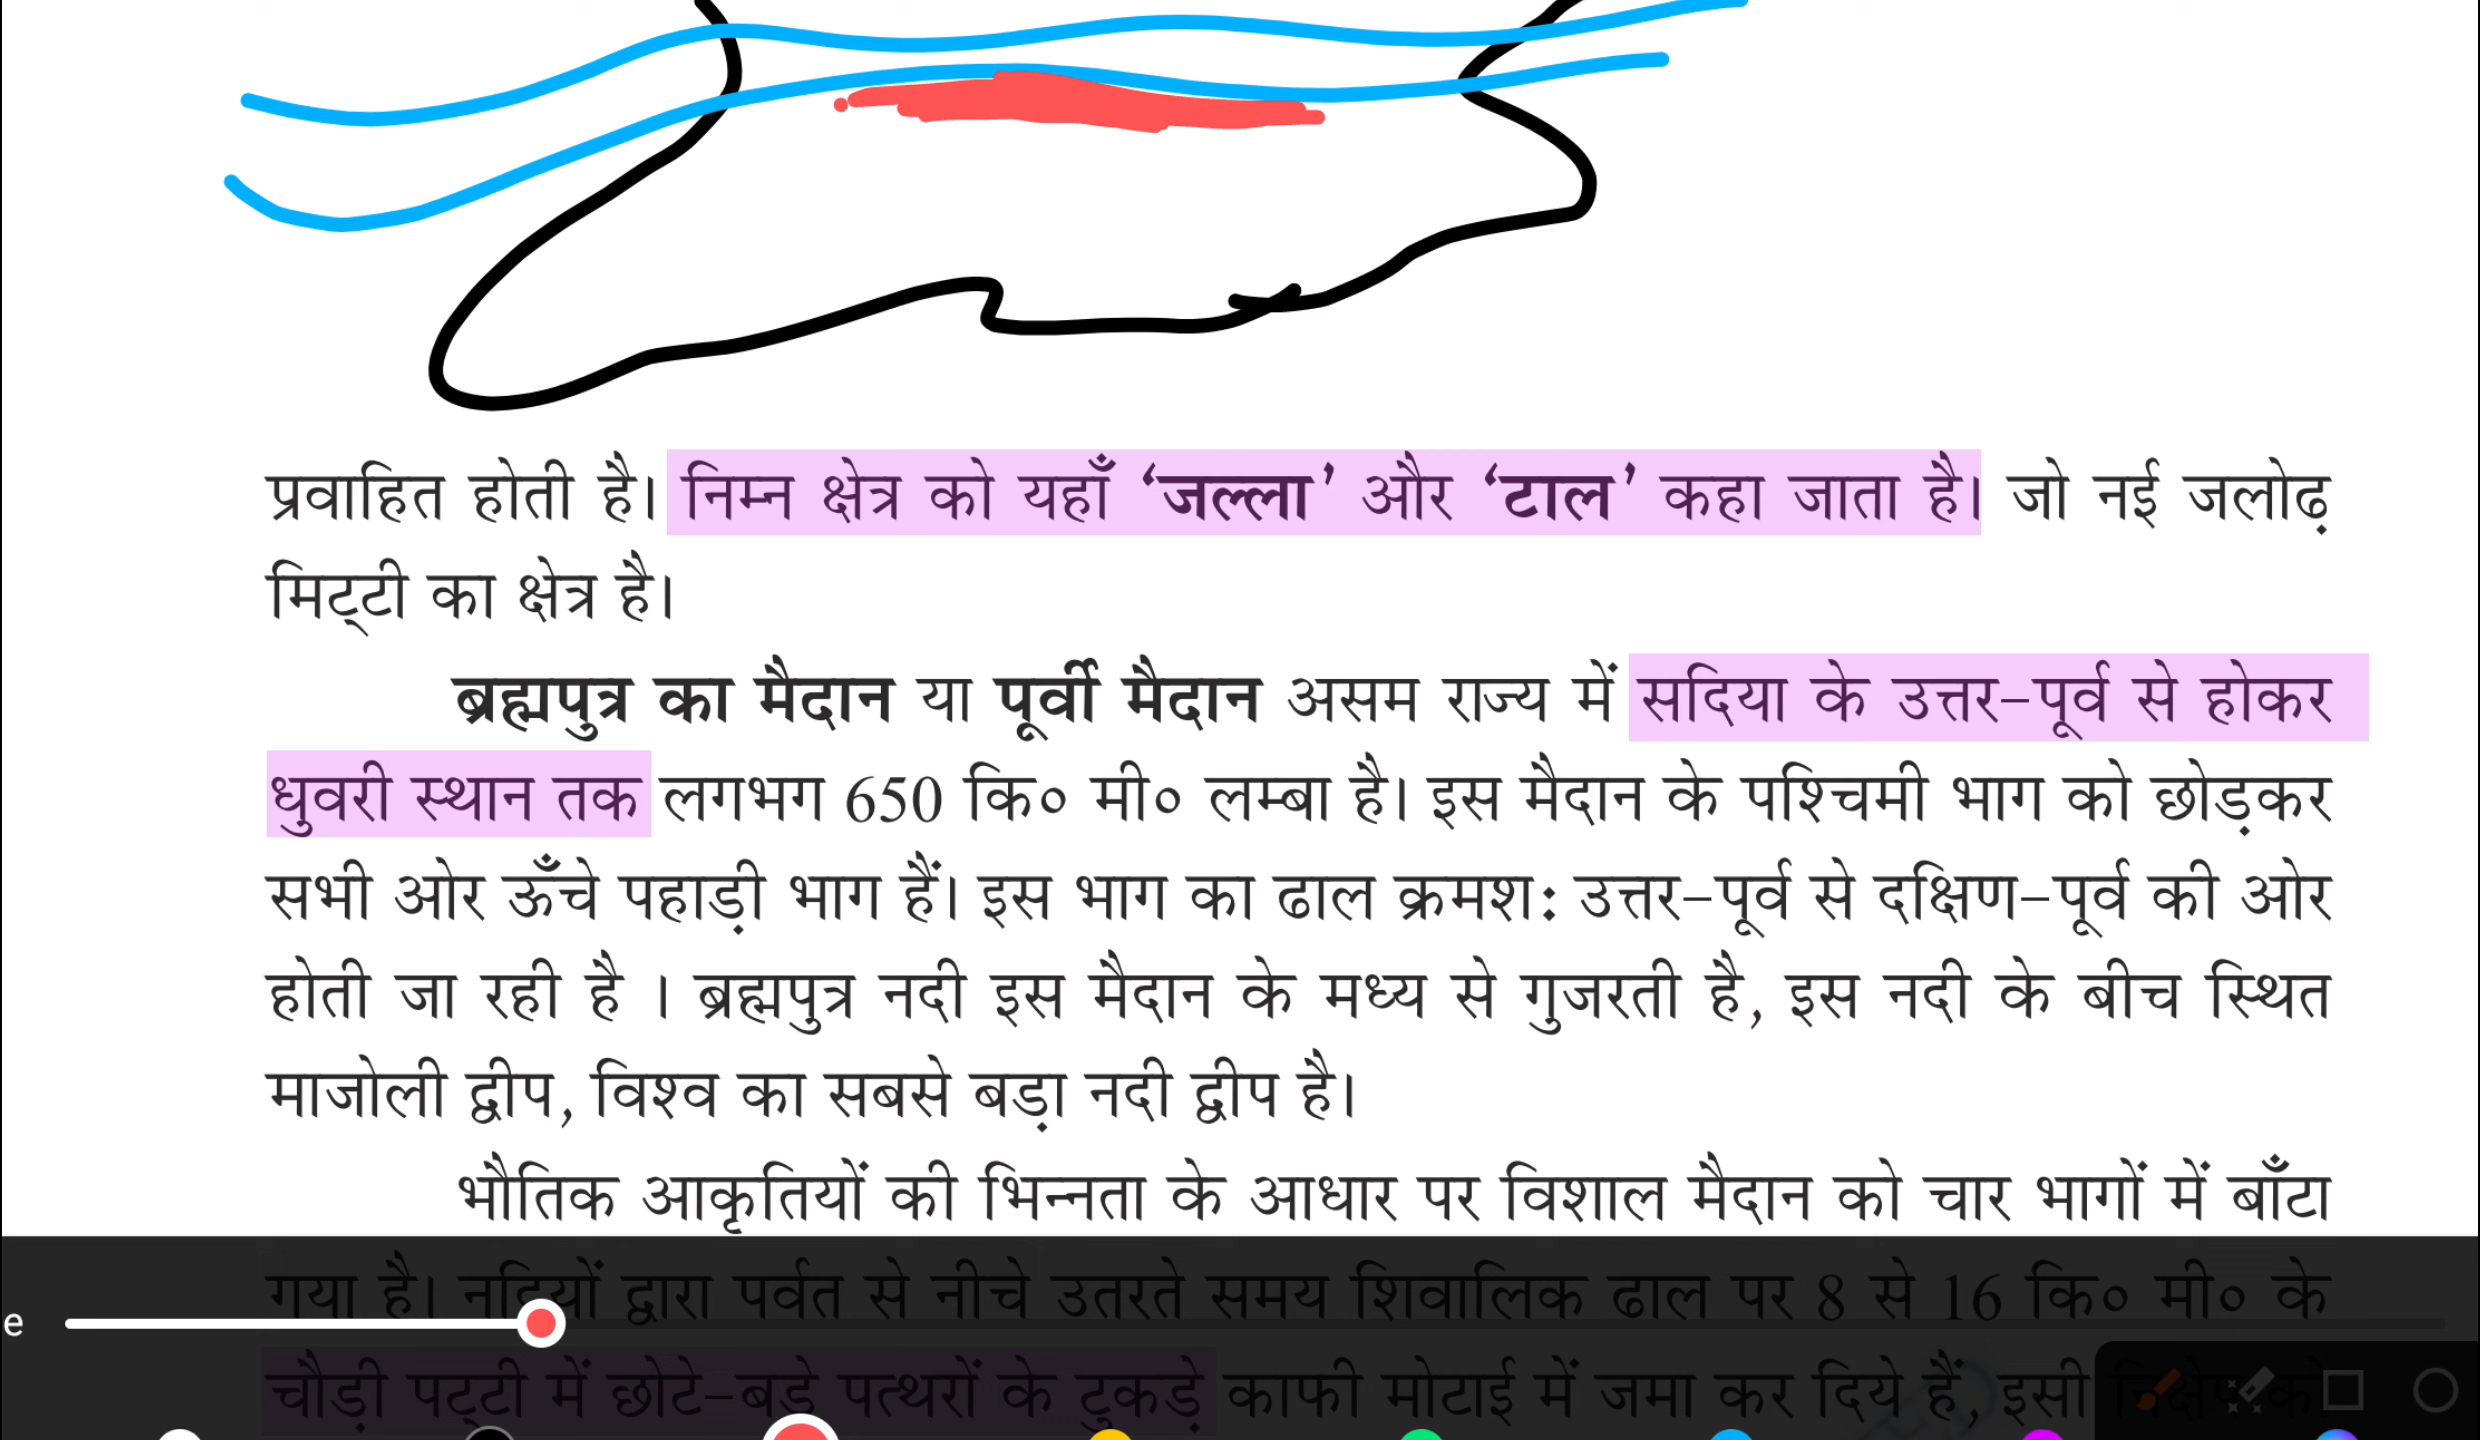 प्रवाहित होती है। निम्न क्षेत्र को यहाँ ‘जल्ला’ और ‘टाल’ कहा जाता है। जो नई जलोढ़
मिट्टी का क्षेत्र है।
ब्रह्मपुत्र का मैदान या पूर्वी मैदान असम राज्य में सदिया के उत्तर-पूर्व से होकर
धुवरी स्थान तक लगभग 650 कि० मी० लम्बा है। इस मैदान के पश्चिमी भाग को छोड़कर
सभी ओर ऊँचे पहाड़ी भाग हैं। इस भाग का ढाल क्रमशः उत्तर-पूर्व से दक्षिण-पूर्व की ओर
होती जा रही है । ब्रह्मपुत्र नदी इस मैदान के मध्य से गुजरती है, इस नदी के बीच स्थित
माजोली द्वीप, विश्व का सबसे बड़ा नदी द्वीप है।
भौतिक आकृतियों की भिन्नता के आधार पर विशाल मैदान को चार भागों में बाँटा
गया है। नदियों द्वारा पर्वत से नीचे उतरते समय शिवालिक ढाल पर 8 से 16 कि० मी० के
e
चौड़ी पट्टी में छोटे-बड़े पत्थरों के टुकड़े काफी मोटाई में जमा कर दिये हैं, इसी निक्षेप को